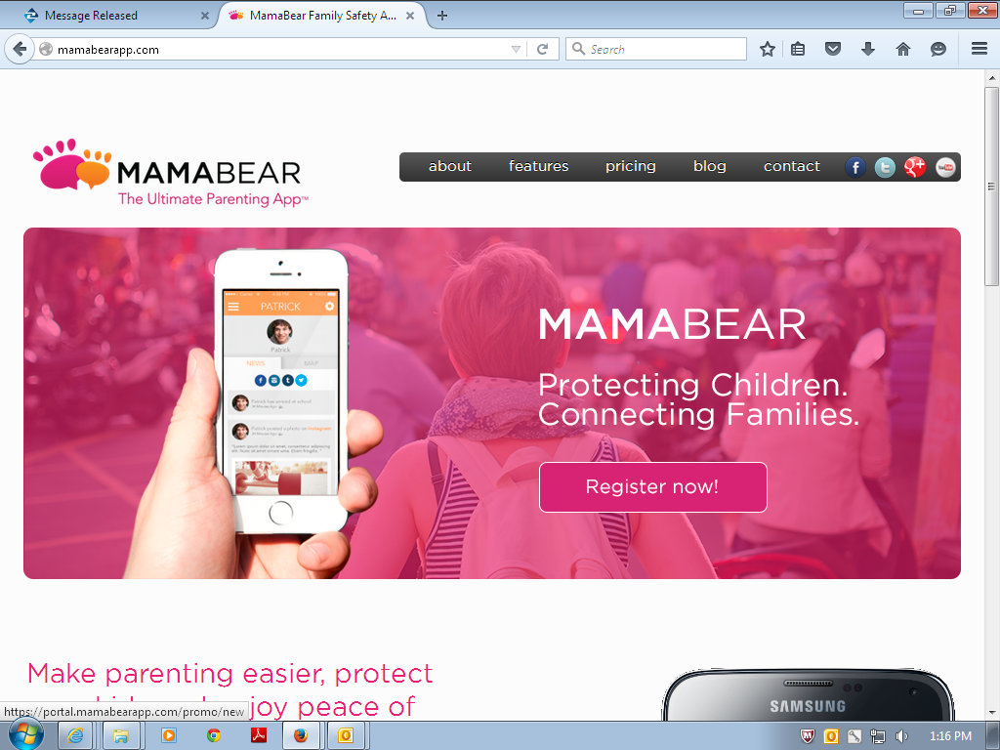 Message Released
MamaBear Family Safety A...
mamabearapp.com
Search
MAMABEAR
The Ultimate Parenting App™
about features pricing blog contact
PATRICK
Patrick
NEWS MAP
Patrick has arrived at school
Patrick posted a photo on Instagram
MAMABEAR
Protecting Children.
Connecting Families.
Register now!
Make parenting easier, protect
joy peace of
SAMSUNG
https://portal.mamabearapp.com/promo/new
1:16 PM